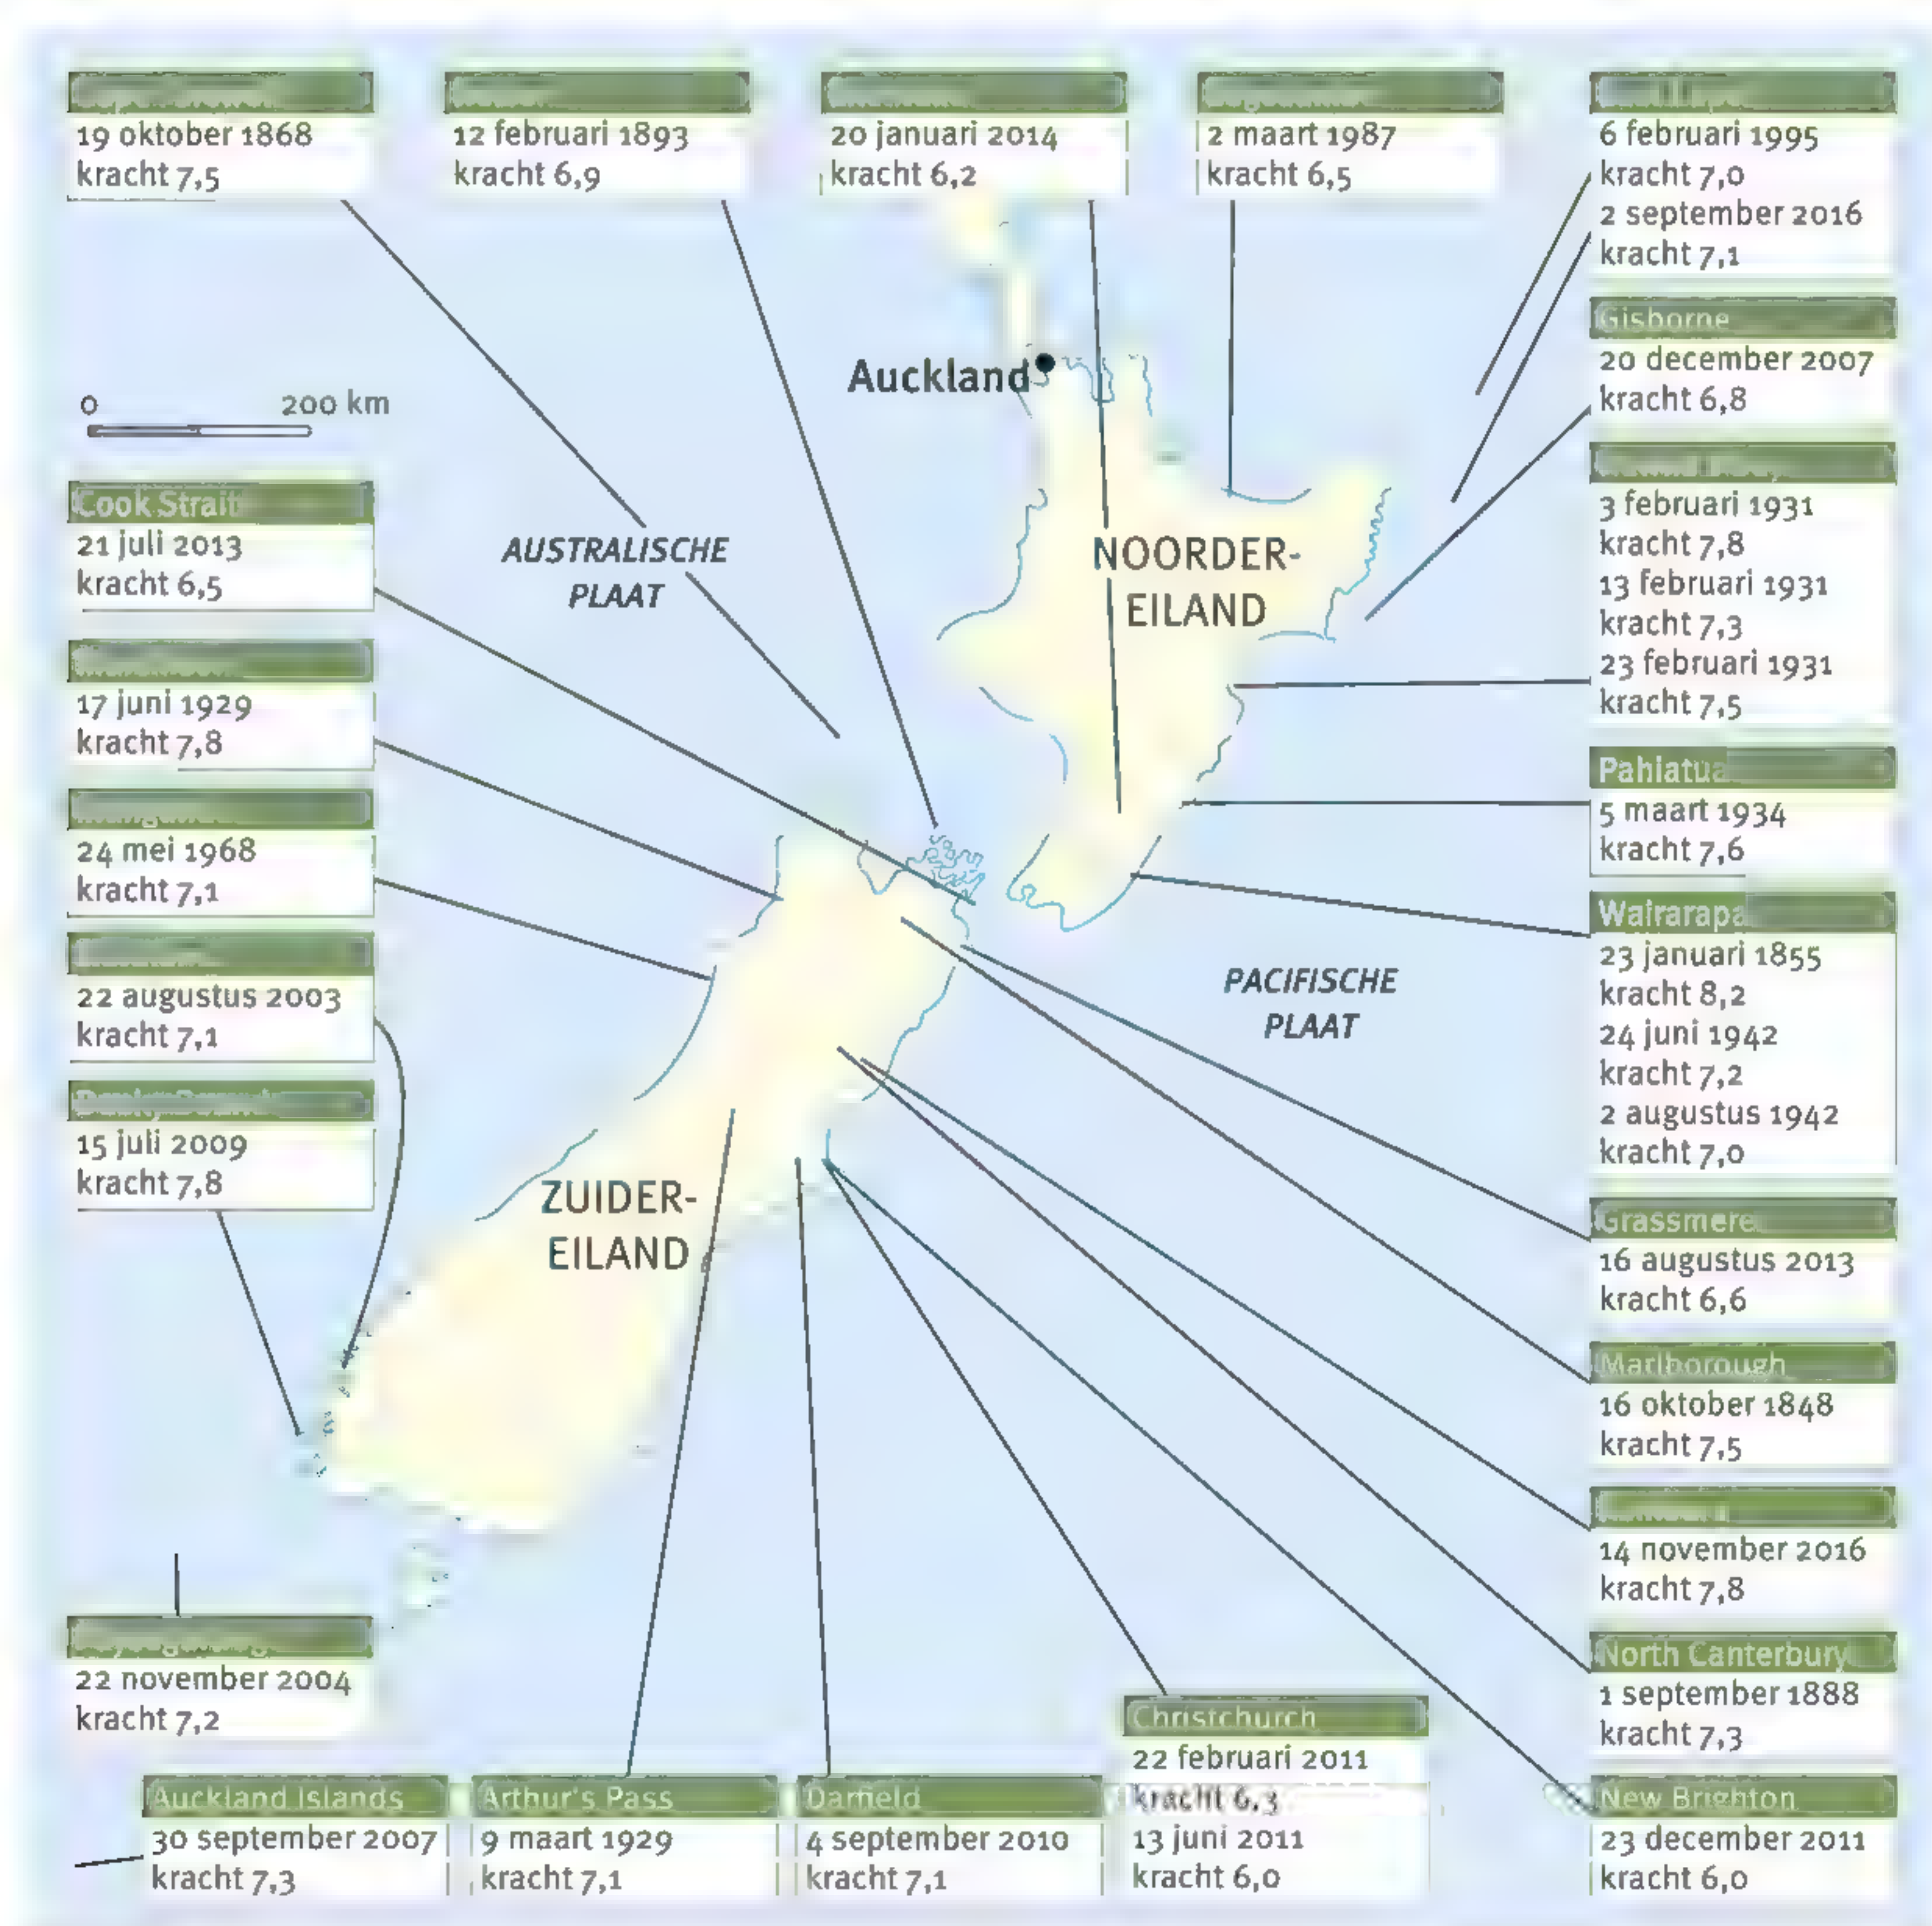 19 oktober 1868
kracht 7,5
12 februari 1893
kracht 6,9
20 januari 2014
kracht 6,2
2 maart 1987
kracht 6,5
6 februari 1995
kracht 7,0
2 september 2016
kracht 7,1
Gisborne
20 december 2007
kracht 6,8
3 februari 1931
kracht 7,8
13 februari 1931
kracht 7,3
23 februari 1931
kracht 7,5
Pahiatua
5 maart 1934
kracht 7,6
Wairarapa
23 januari 1855
kracht 8,2
24 juni 1942
kracht 7,2
2 augustus 1942
kracht 7,0
Grassmere
16 augustus 2013
kracht 6,6
Marlborough
16 oktober 1848
kracht 7,5
14 november 2016
kracht 7,8
North Canterbury
1 september 1888
kracht 7,3
New Brighton
23 december 2011
kracht 6,0
Auckland
0 200 km
Cook Strait
21 juli 2013
kracht 6,5
17 juni 1929
kracht 7,8
24 mei 1968
kracht 7,1
22 augustus 2003
kracht 7,1
15 juli 2009
kracht 7,8
AUSTRALISCHE
PLAAT
NOORDER-
EILAND
PACIFISCHE
PLAAT
ZUIDER-
EILAND
22 november 2004
kracht 7,2
Auckland Islands
30 september 2007
kracht 7,3
Arthur's Pass
9 maart 1929
kracht 7,1
Darfield
4 september 2010
kracht 7,1
Christchurch
22 februari 2011
kracht 6,3
13 juni 2011
kracht 6,0